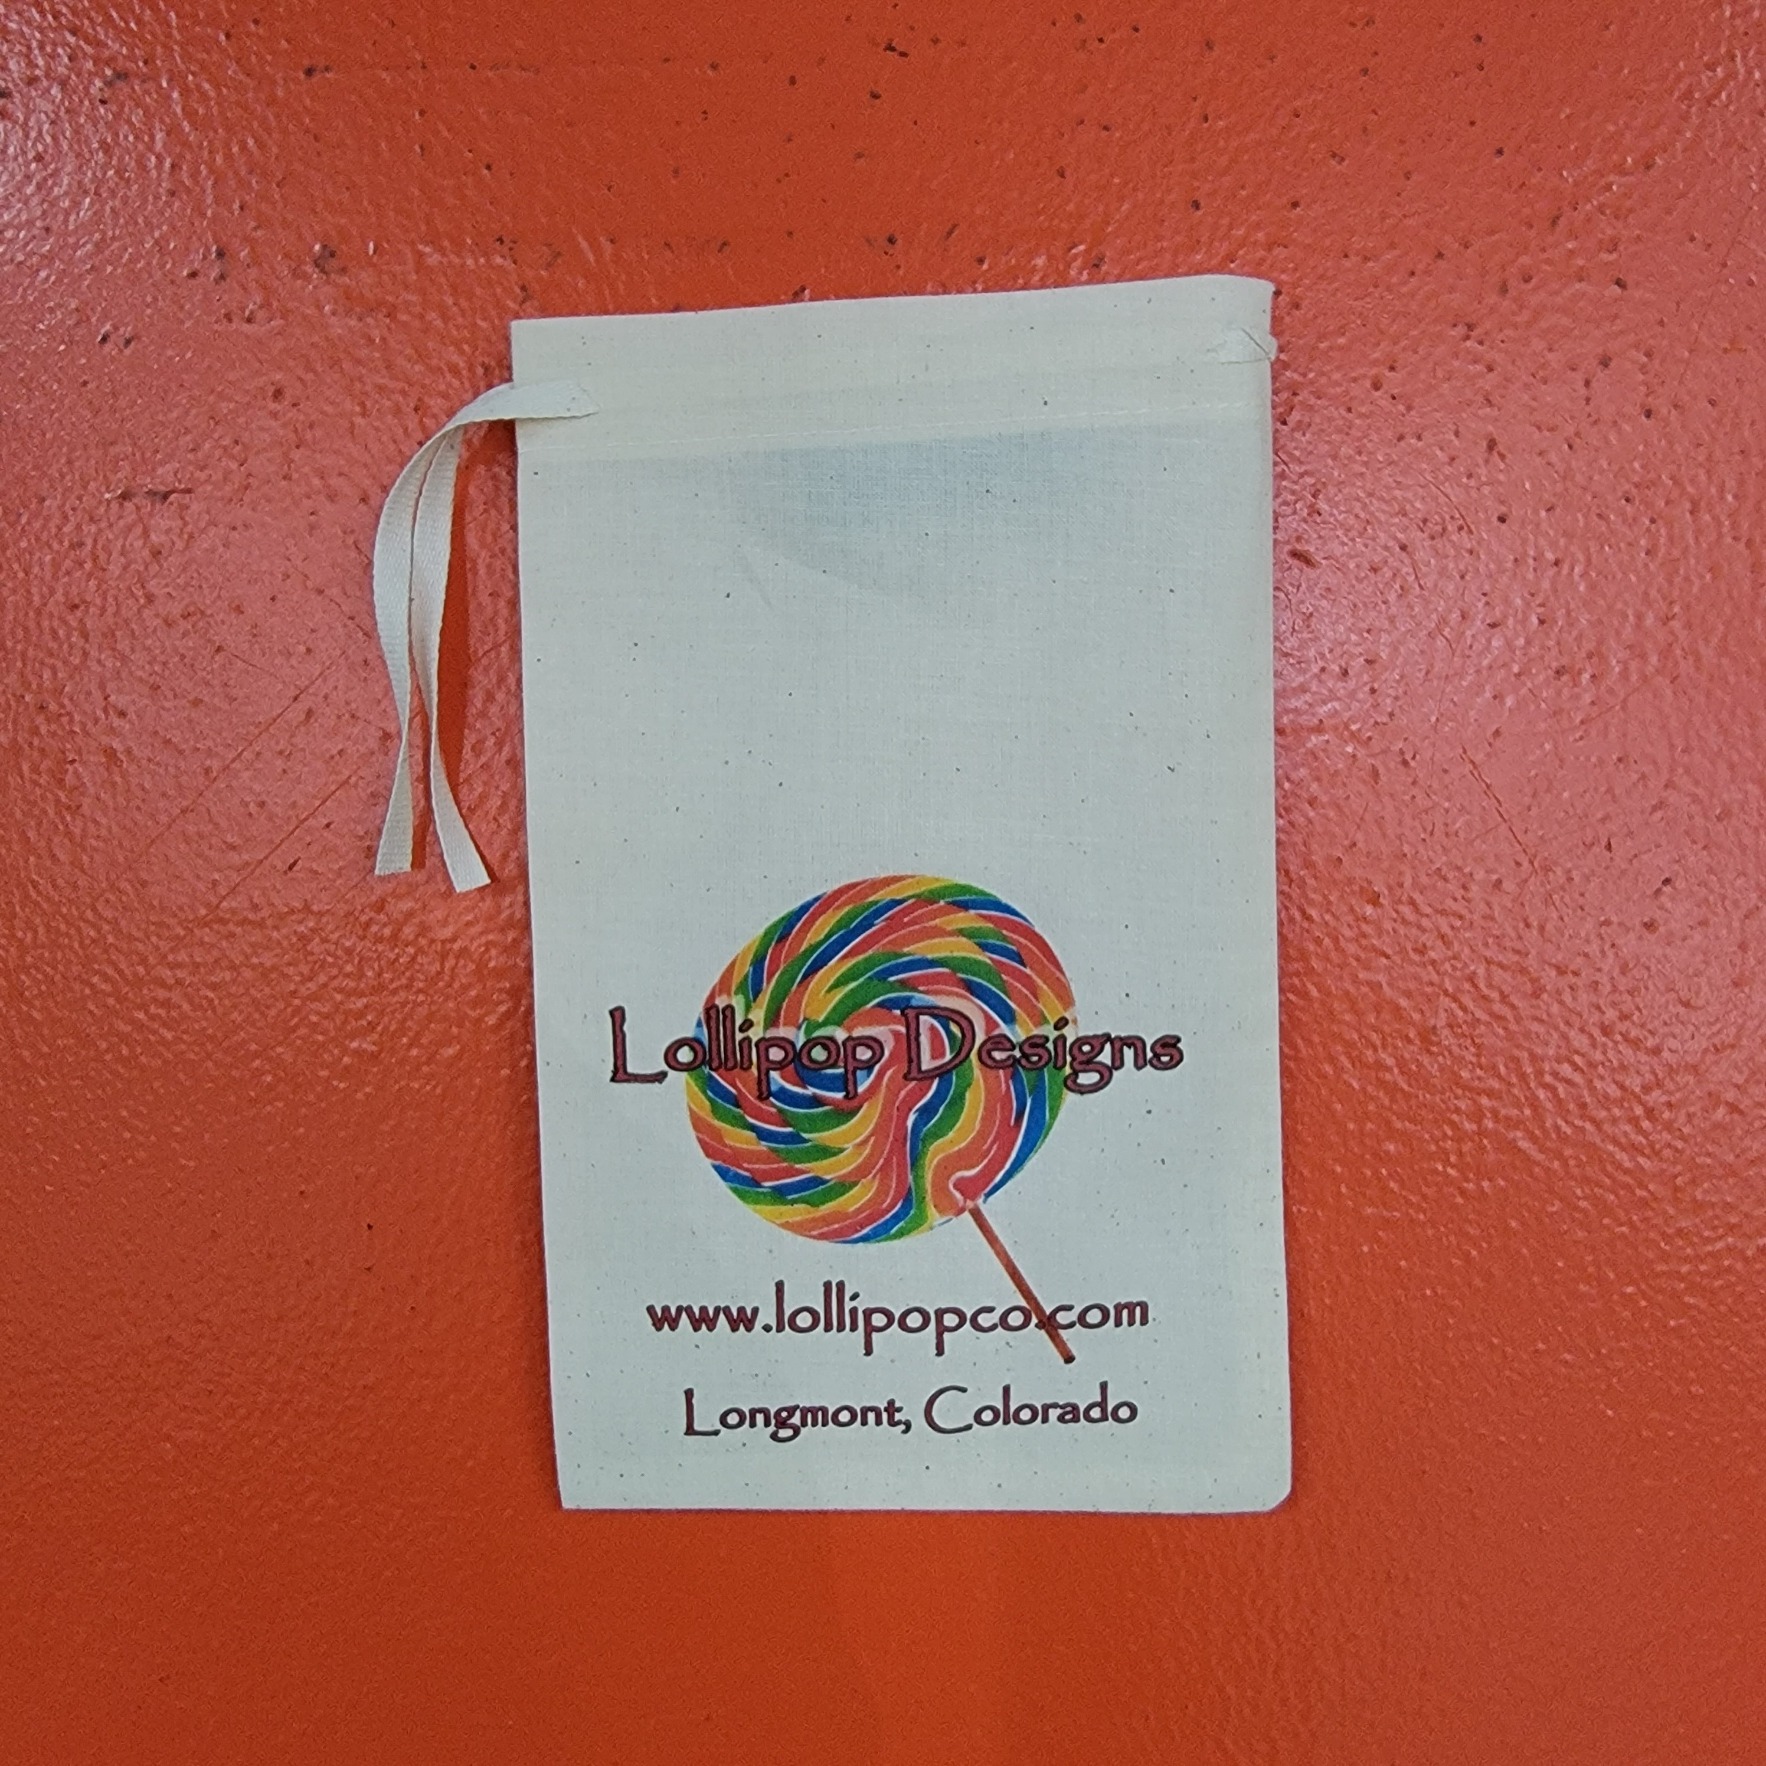 Lollipop Designs
www.lollipopco.com
Longmont, Colorado